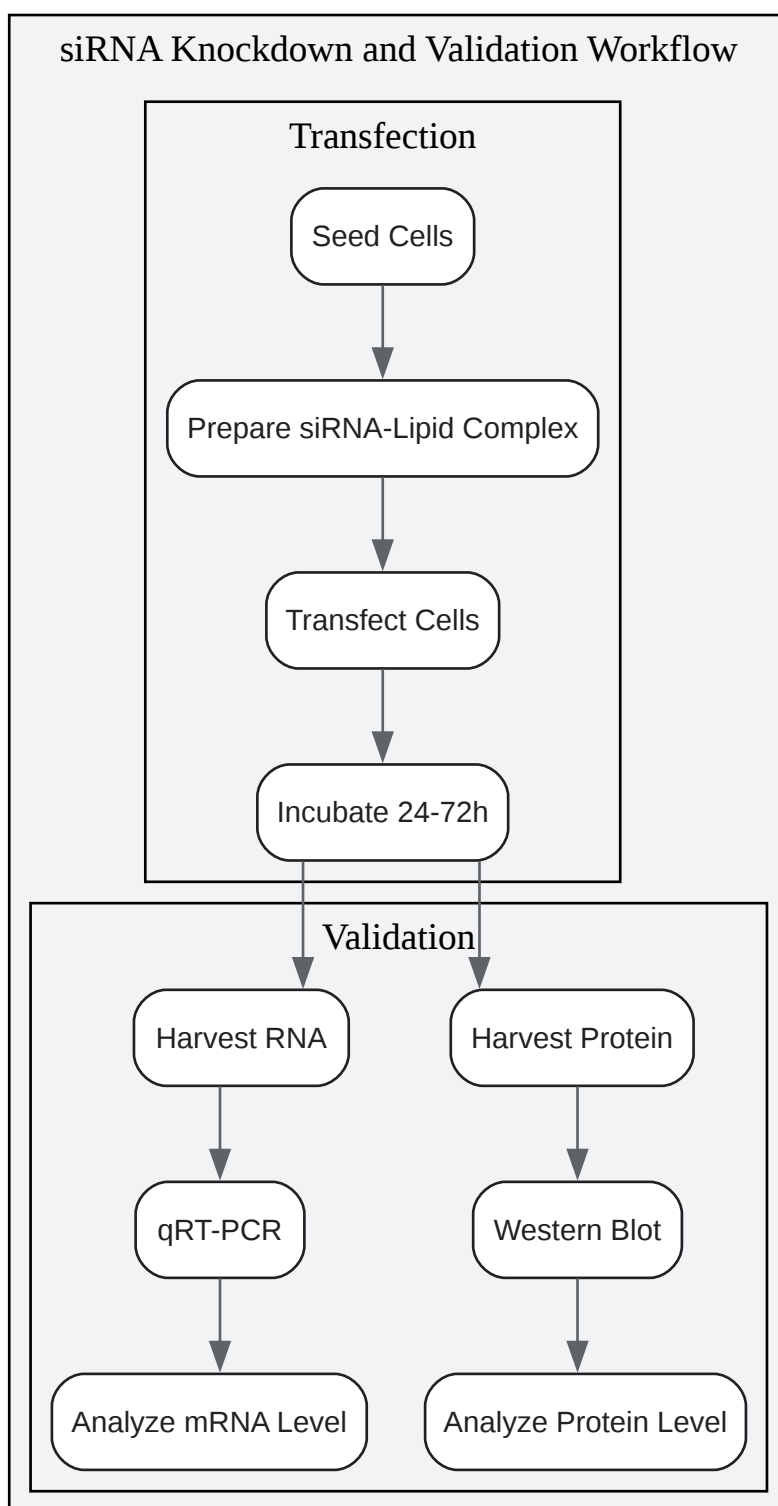 siRNA Knockdown and Validation Workflow
Transfection
Seed Cells
Prepare siRNA-Lipid Complex
Transfect Cells
Incubate 24-72h
Validation
Harvest RNA
Harvest Protein
qRT-PCR
Western Blot
Analyze mRNA Level
Analyze Protein Level